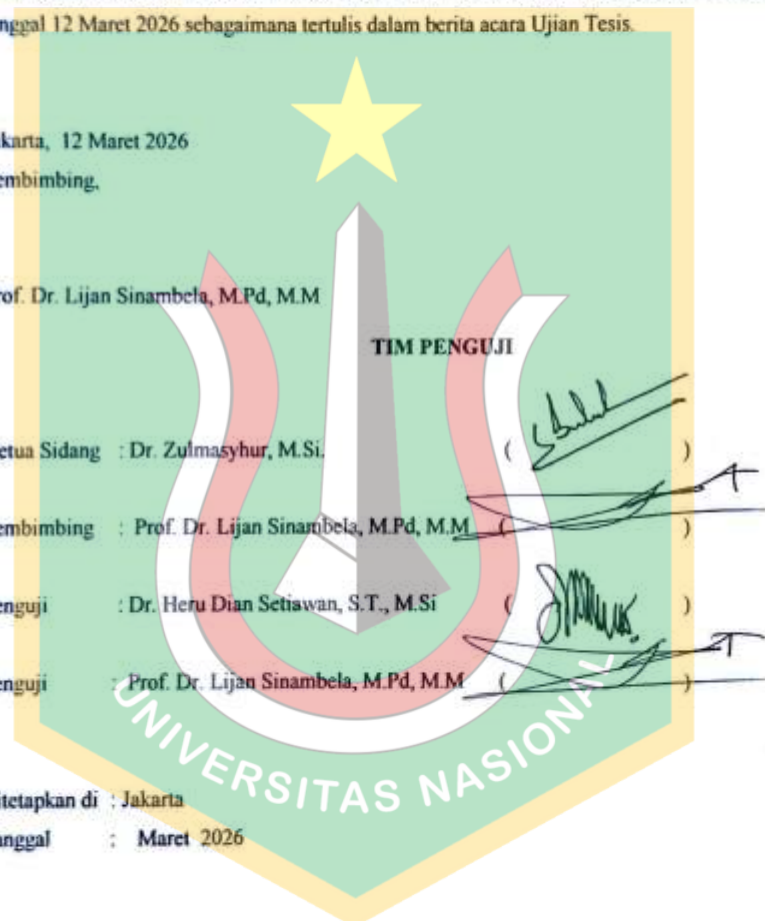 nggal 12 Maret 2026 sebagaimana tertulis dalam berita acara Ujian Tesis.
karta, 12 Maret 2026
embimbing,
rof. Dr. Lijan Sinambela, M.Pd, M.M
TIM PENGUJI
etua Sidang : Dr. Zulmasyhur, M.Si. ( )
embimbing : Prof. Dr. Lijan Sinambela, M.Pd, M.M ( )
enguji : Dr. Heru Dian Setiawan, S.T., M.Si ( )
enguji : Prof. Dr. Lijan Sinambela, M.Pd, M.M ( )
UNIVERSITAS NASIONAL
itetapkan di : Jakarta
anggal : Maret 2026